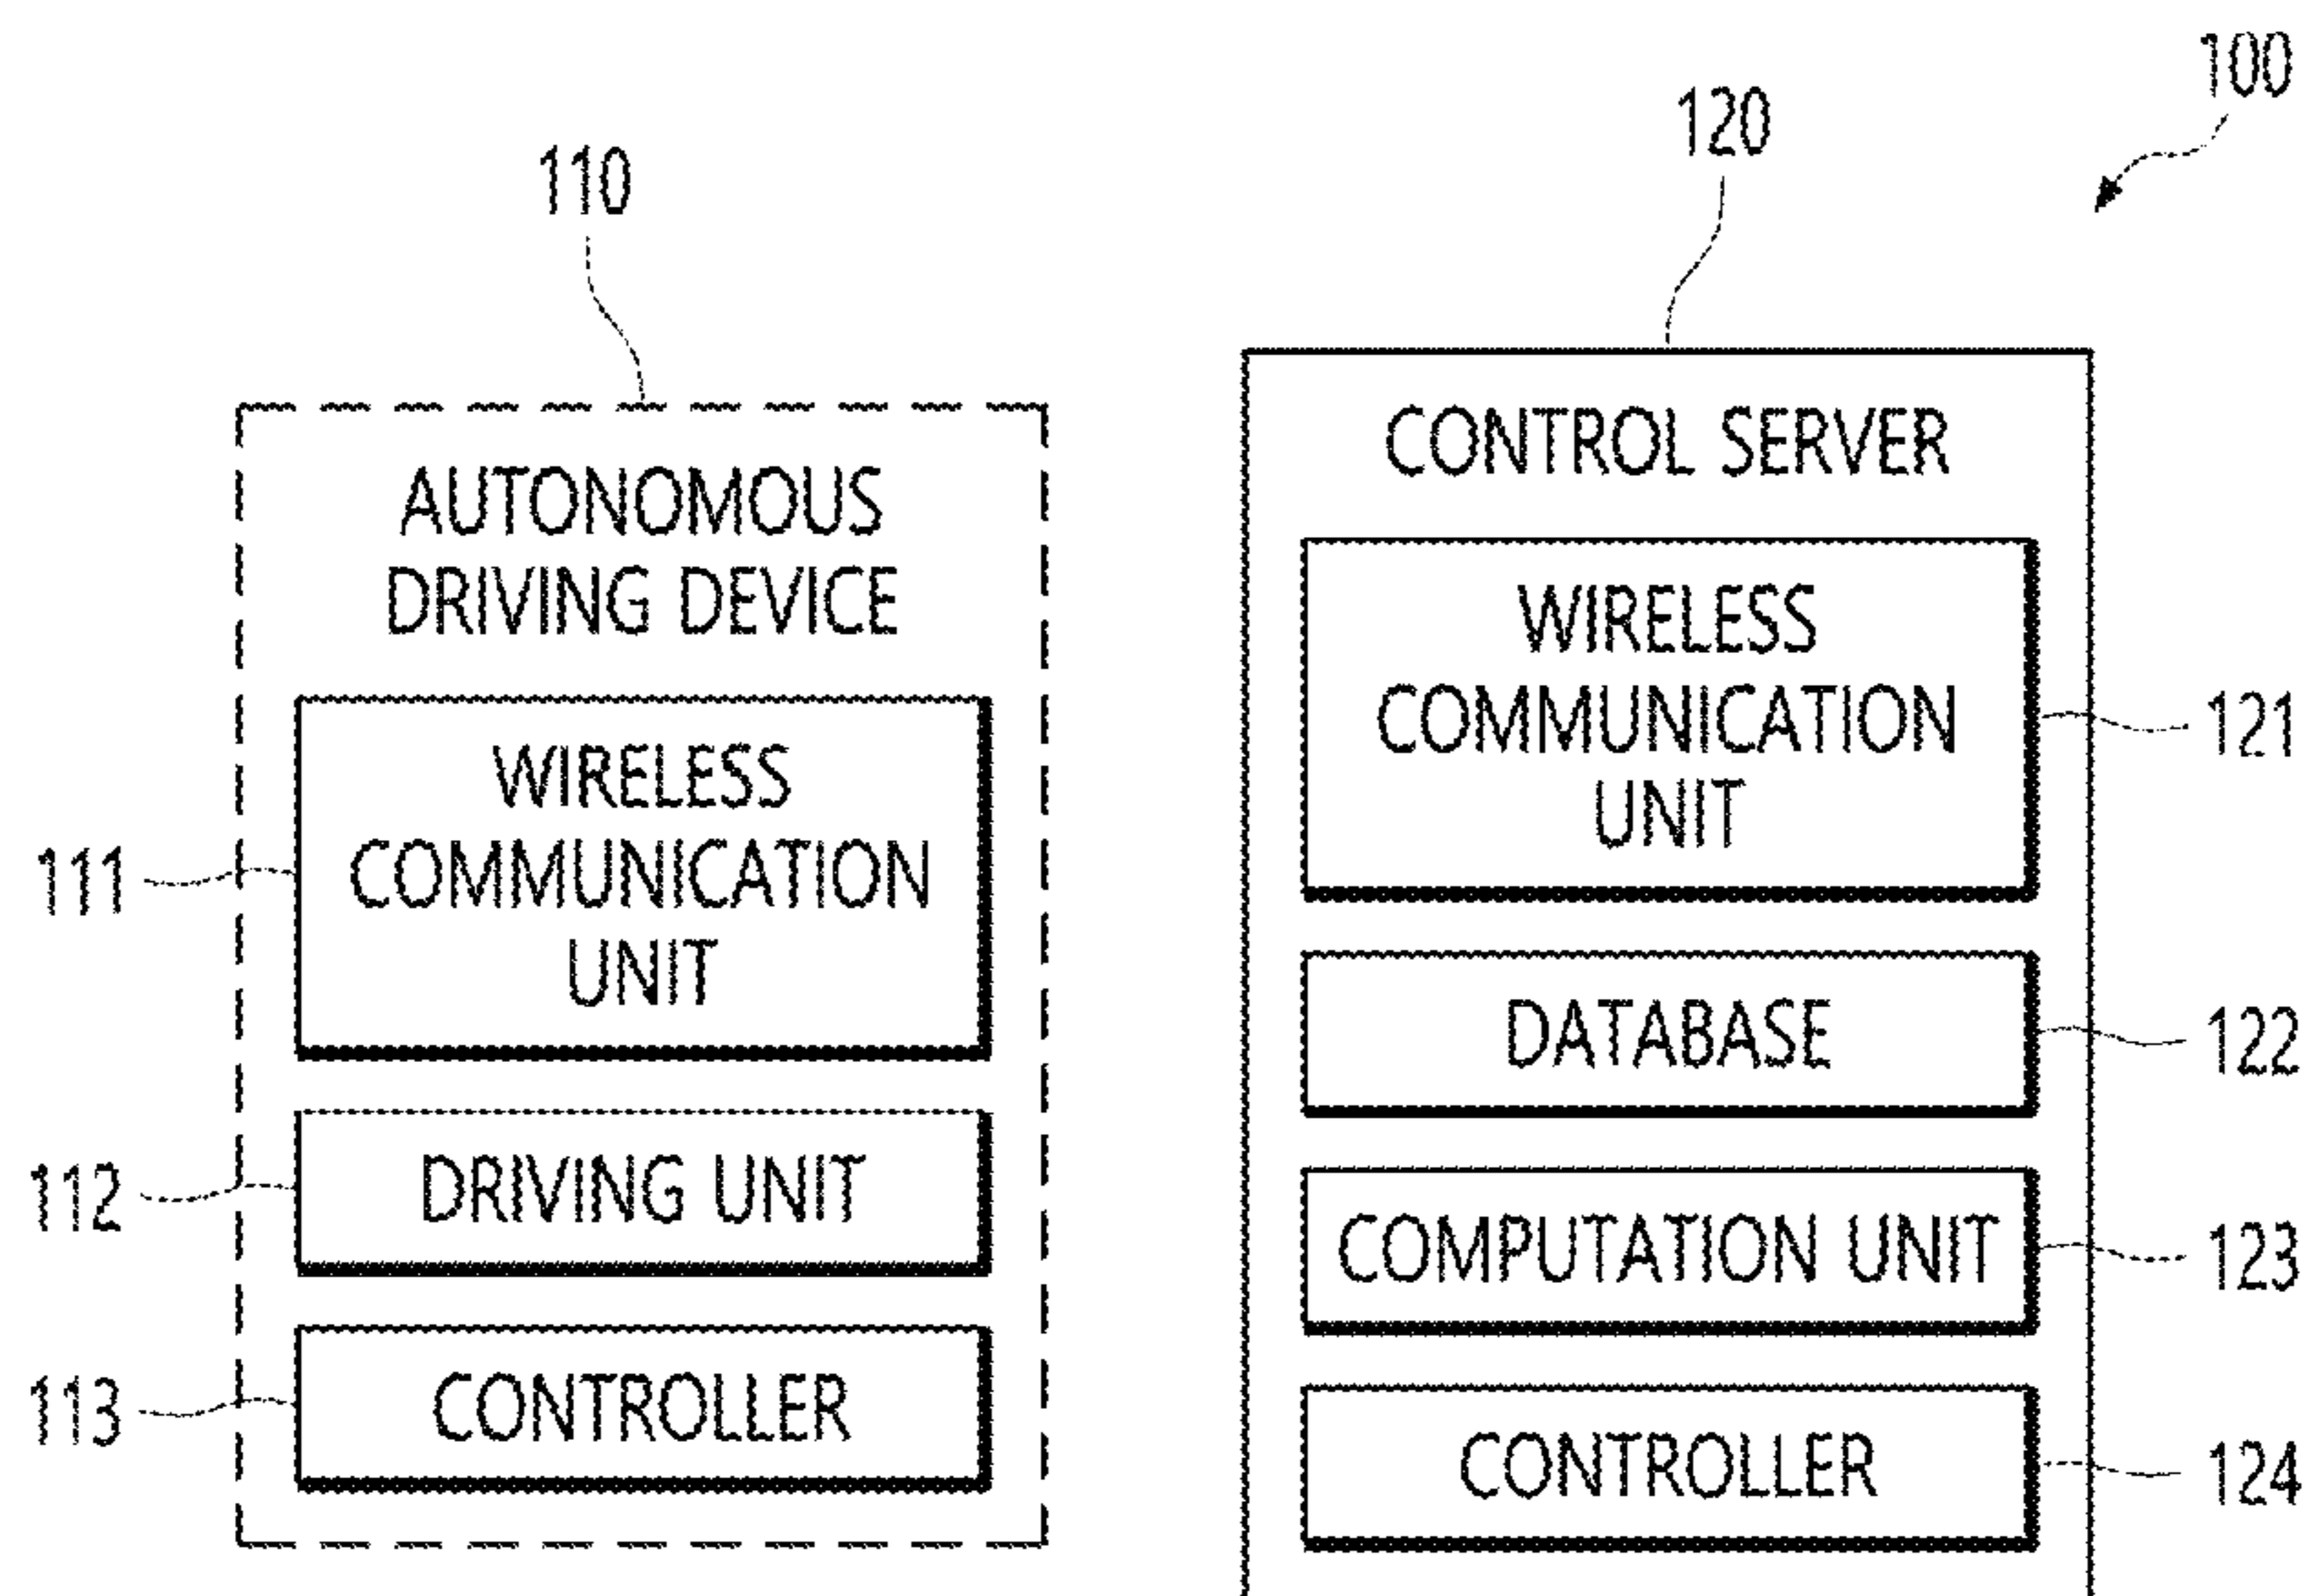 100
110
AUTONOMOUS
DRIVING DEVICE
111
WIRELESS
COMMUNICATION
UNIT
112
DRIVING UNIT
113
CONTROLLER
120
CONTROL SERVER
WIRELESS
COMMUNICATION
UNIT
121
DATABASE
122
COMPUTATION UNIT
123
CONTROLLER
124